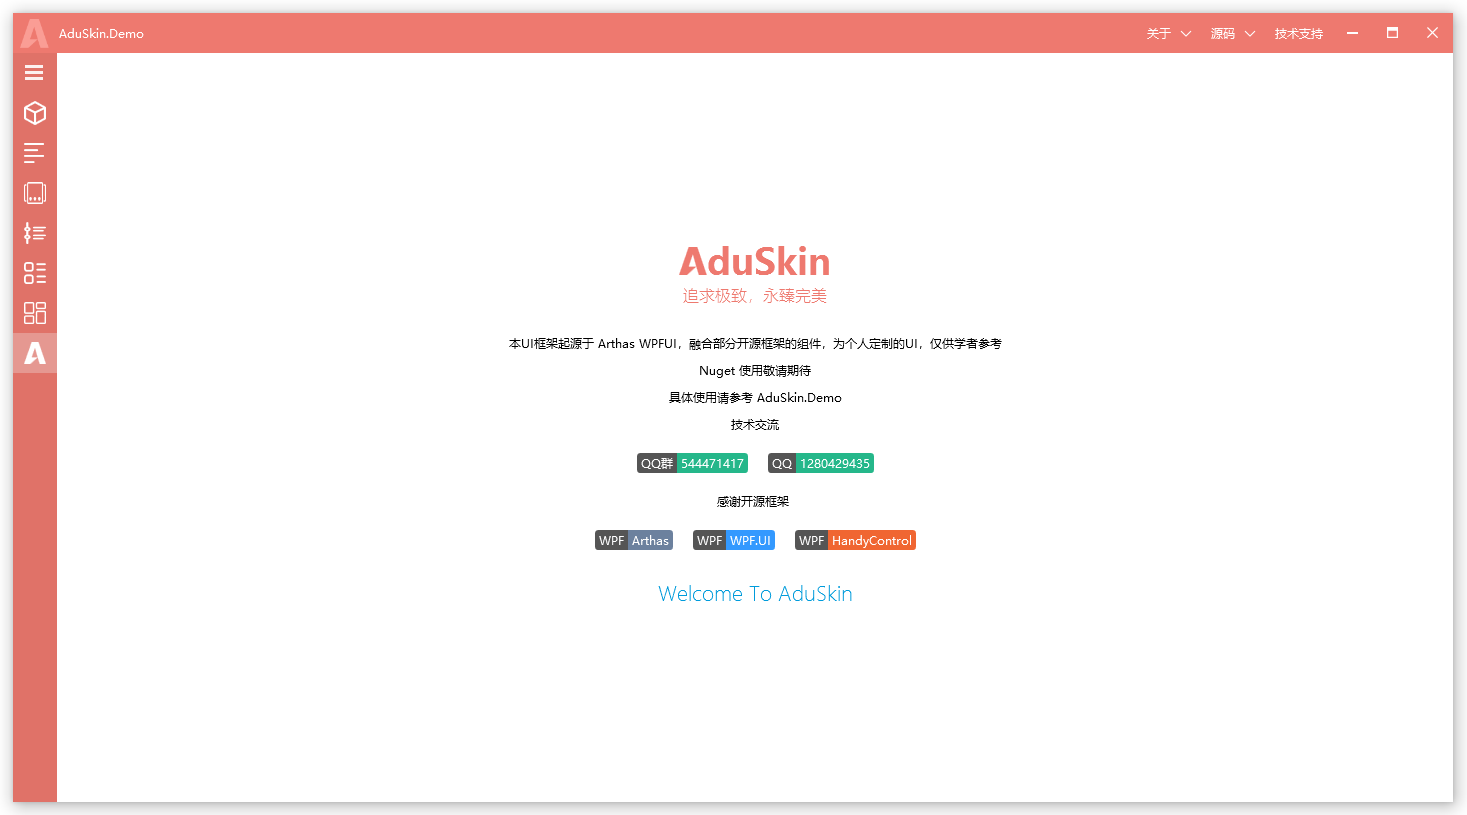 AduSkin.Demo 关于 源码 技术支持
AduSkin
追求极致，永臻完美
本UI框架起源于 Arthas WPFUI，融合部分开源框架的组件，为个人定制的UI，仅供学者参考
Nuget 使用敬请期待
具体使用请参考 AduSkin.Demo
技术交流
QQ群 544471417 QQ 1280429435
感谢开源框架
WPF Arthas WPF WPF.UI WPF HandyControl
Welcome To AduSkin